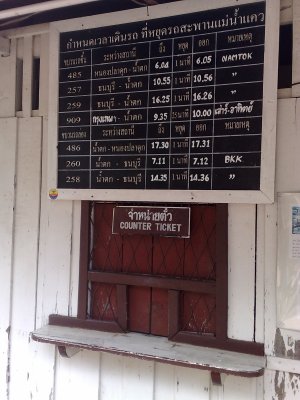 กำหนดเวลาเดินรถ ที่หยุดรถสะพานแม่น้ำแคว
ขบวนขาขึ้น ระหว่างสถานี ถึง หยุด ออก หมายเหตุ
485 หนองปลาดุก - น้ำตก 6.04 1 นาที 6.05 NAMTOK
257 ธนบุรี - น้ำตก 10.55 1 นาที 10.56 "
259 ธนบุรี - น้ำตก 16.25 1 นาที 16.26 "
909 กรุงเทพฯ - น้ำตก 9.35 25 นาที 10.00 เสาร์-อาทิตย์
ขบวนขาล่อง ระหว่างสถานี ถึง หยุด ออก หมายเหตุ
486 น้ำตก - หนองปลาดุก 17.30 1 นาที 17.31 "
260 น้ำตก - ธนบุรี 7.11 1 นาที 7.12 BKK
258 น้ำตก - ธนบุรี 14.35 1 นาที 14.36 "
จำหน่ายตั๋ว
COUNTER TICKET